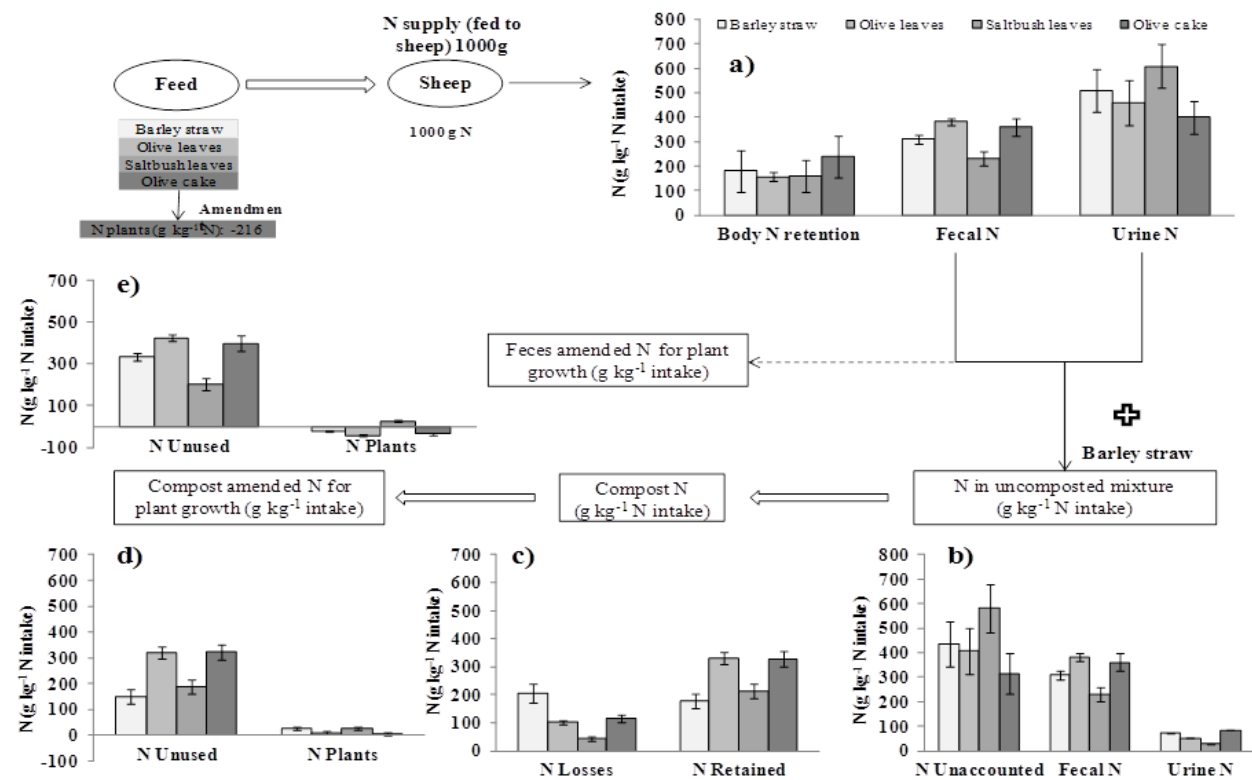 N supply (fed to
sheep) 1000g
Feed
Sheep
1000 g N
Barley straw
Olive leaves
Saltbush leaves
Olive cake
Amendmen
N plants (g kg⁻¹ N): -216
Barley straw Olive leaves Saltbush leaves Olive cake
a)
N (g kg⁻¹ N intake)
800
700
600
500
400
300
200
100
0
Body N retention Fecal N Urine N
e)
N (g kg⁻¹ N intake)
700
500
300
100
-100
N Unused N Plants
Feces amended N for plant
growth (g kg⁻¹ intake)
Barley straw
Compost amended N for
plant growth (g kg⁻¹ intake)
Compost N
(g kg⁻¹ N intake)
N in uncomposted mixture
(g kg⁻¹ N intake)
d)
N (g kg⁻¹ N intake)
700
600
500
400
300
200
100
0
-100
N Unused N Plants
c)
N (g kg⁻¹ N intake)
700
600
500
400
300
200
100
0
N Losses N Retained
b)
N (g kg⁻¹ N intake)
800
700
600
500
400
300
200
100
0
N Unaccounted Fecal N Urine N